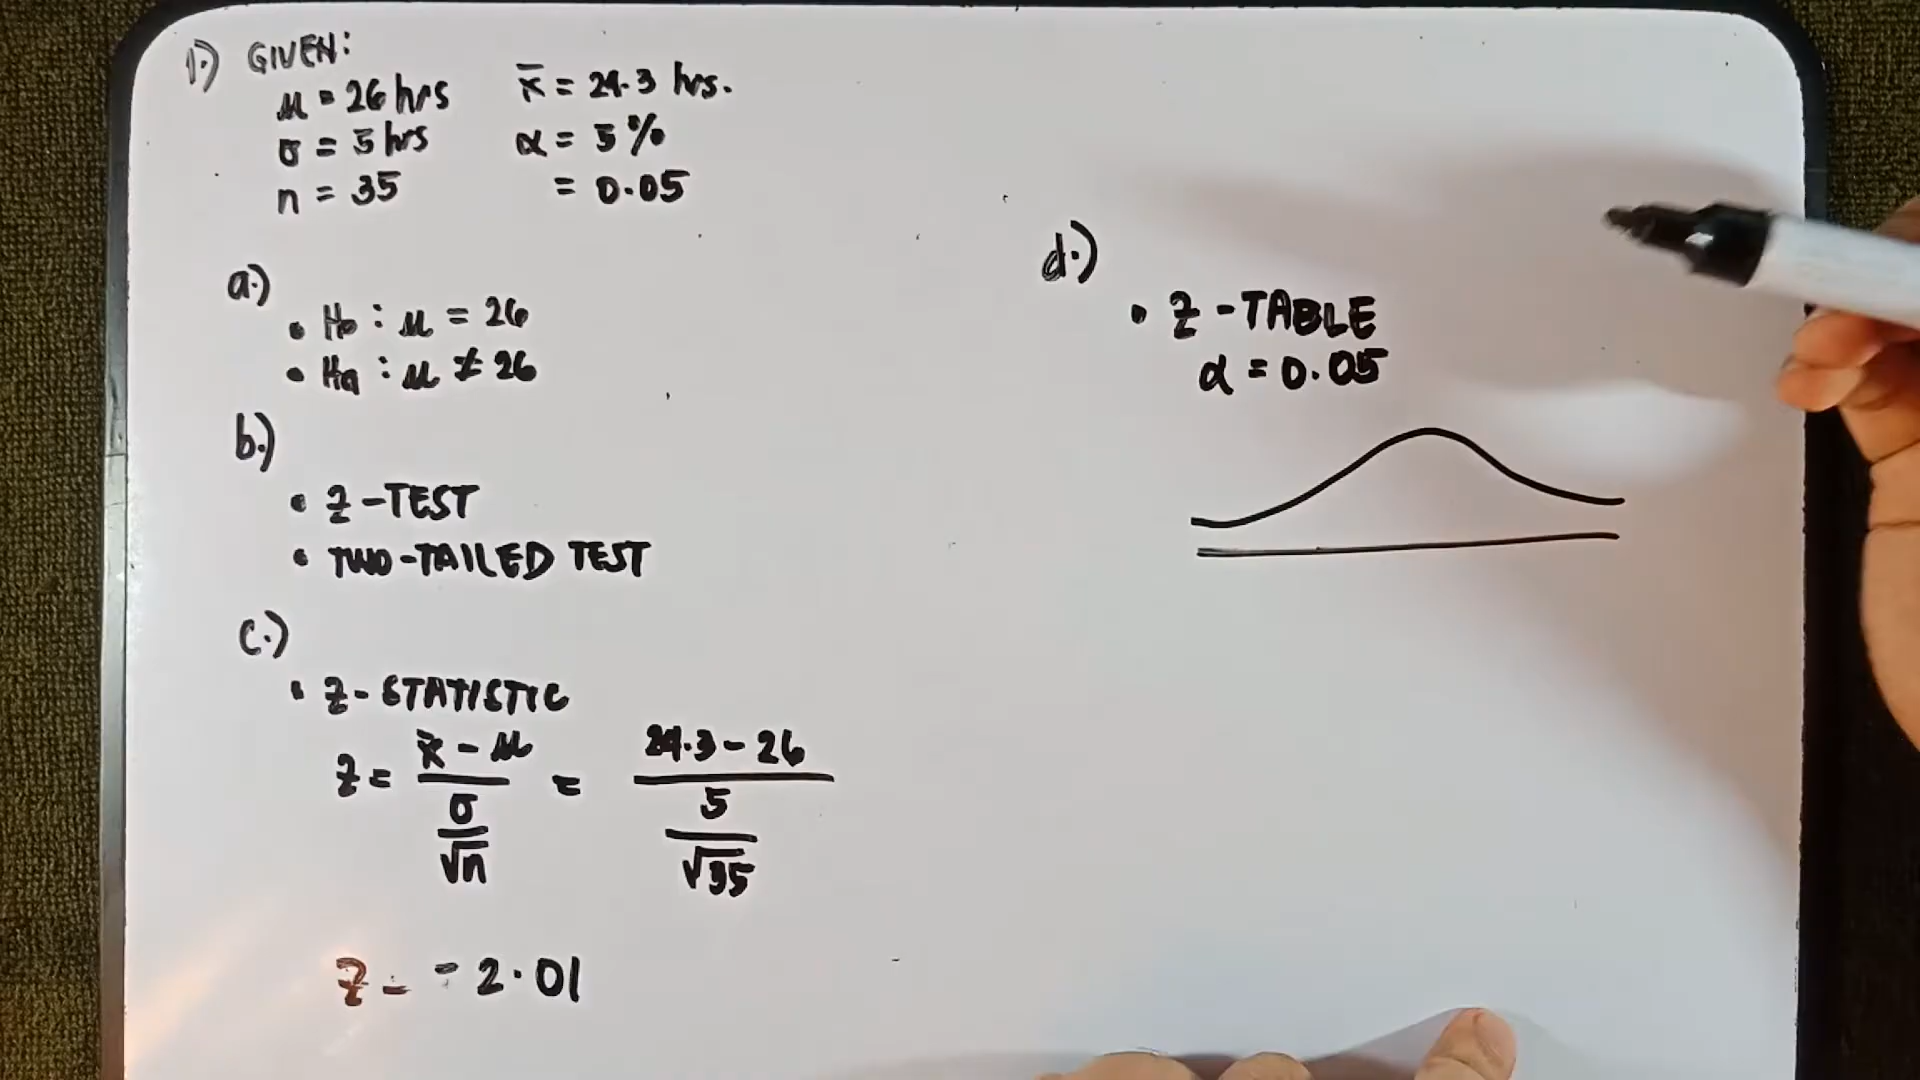 1.) GIVEN:
μ = 26 hrs
σ = 5 hrs
n = 35
x̄ = 24.3 hrs.
α = 5%
= 0.05
a.)
• Ho : μ = 26
• Ha : μ ≠ 26
b.)
• Z-TEST
• TWO-TAILED TEST
c.)
• Z-STATISTIC
Z = x̄ - μ / σ / √n = 24.3 - 26 / 5 / √35
Z = -2.01
d.)
• Z-TABLE
α = 0.05